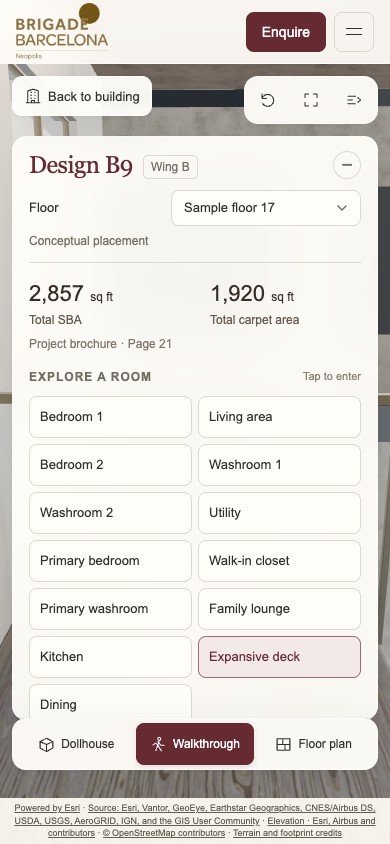 BRIGADE
BARCELONA
Neopolis
Enquire
Back to building
Design B9 Wing B
Floor Sample floor 17
Conceptual placement
2,857 sq ft 1,920 sq ft
Total SBA Total carpet area
Project brochure · Page 21
EXPLORE A ROOM Tap to enter
Bedroom 1 Living area
Bedroom 2 Washroom 1
Washroom 2 Utility
Primary bedroom Walk-in closet
Primary washroom Family lounge
Kitchen Expansive deck
Dining
Dollhouse Walkthrough Floor plan
Powered by Esri · Source: Esri, Vantor, GeoEye, Earthstar Geographics, CNES/Airbus DS,
USDA, USGS, AeroGRID, IGN, and the GIS User Community · Elevation · Esri, Airbus and
contributors · © OpenStreetMap contributors · Terrain and footprint credits